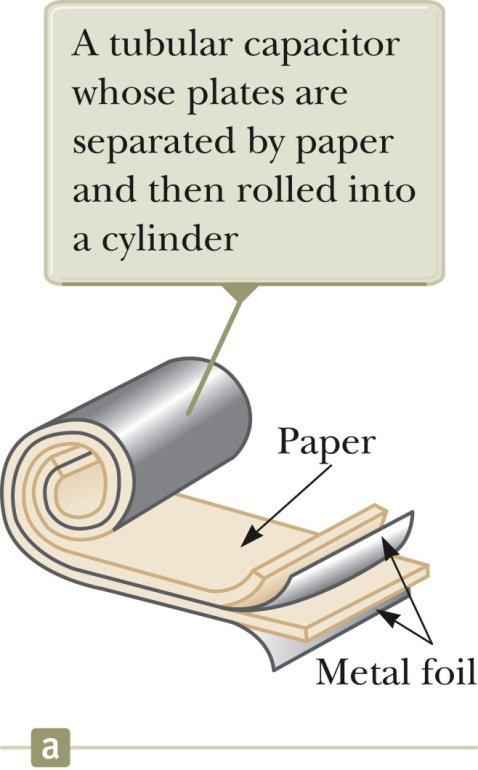 A tubular capacitor
whose plates are
separated by paper
and then rolled into
a cylinder
Paper
Metal foil
a